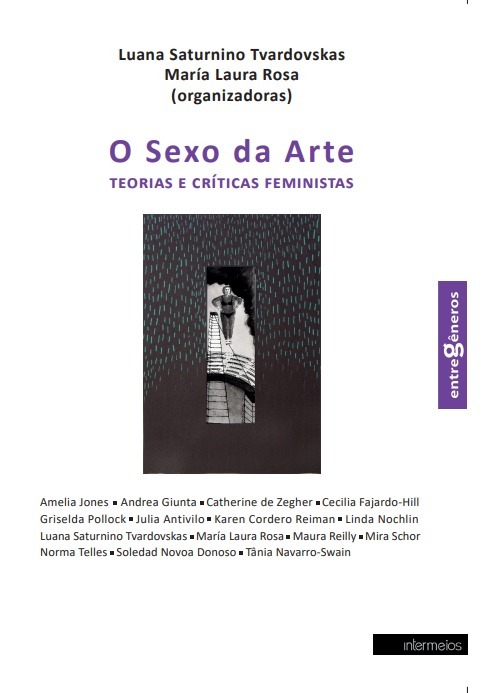 Luana Saturnino Tvardovskas
María Laura Rosa
(organizadoras)
O Sexo da Arte
TEORIAS E CRÍTICAS FEMINISTAS
entregêneros
Amelia Jones ▪ Andrea Giunta ▪ Catherine de Zegher ▪ Cecilia Fajardo-Hill
Griselda Pollock ▪ Julia Antivilo ▪ Karen Cordero Reiman ▪ Linda Nochlin
Luana Saturnino Tvardovskas ▪ María Laura Rosa ▪ Maura Reilly ▪ Mira Schor
Norma Telles ▪ Soledad Novoa Donoso ▪ Tânia Navarro-Swain
intermeios